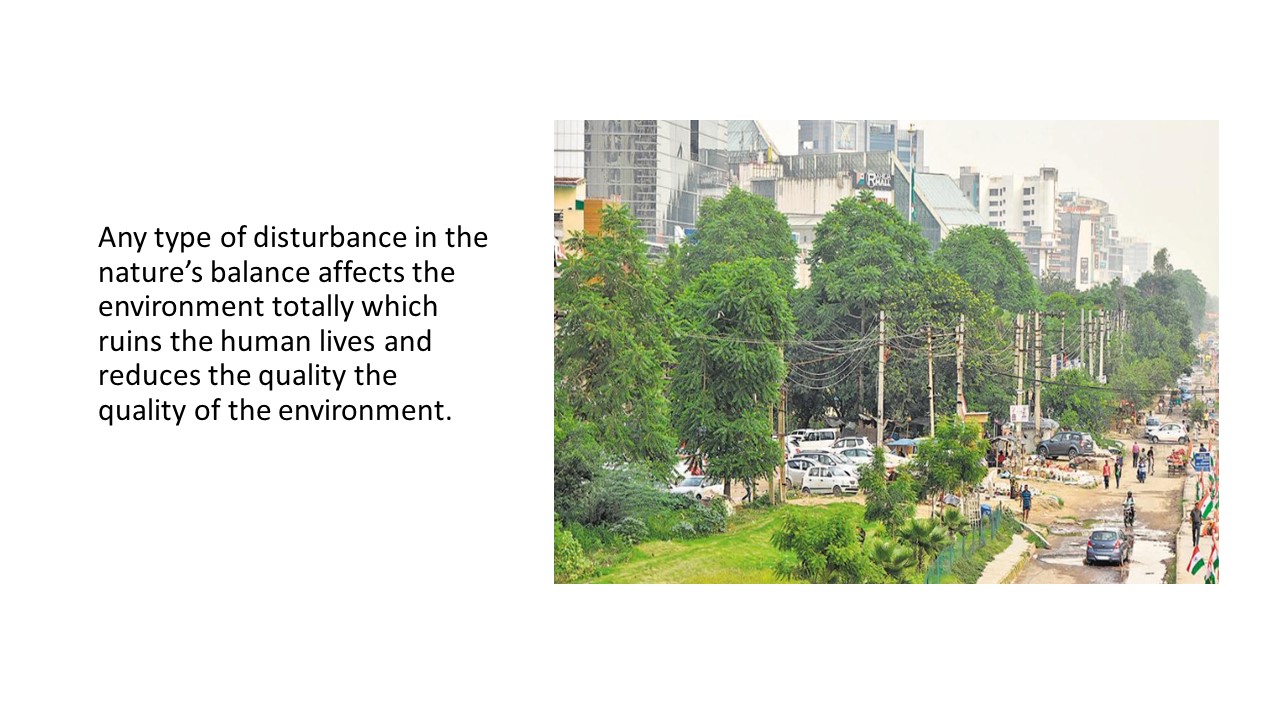 Any type of disturbance in the
nature’s balance affects the
environment totally which
ruins the human lives and
reduces the quality the
quality of the environment.